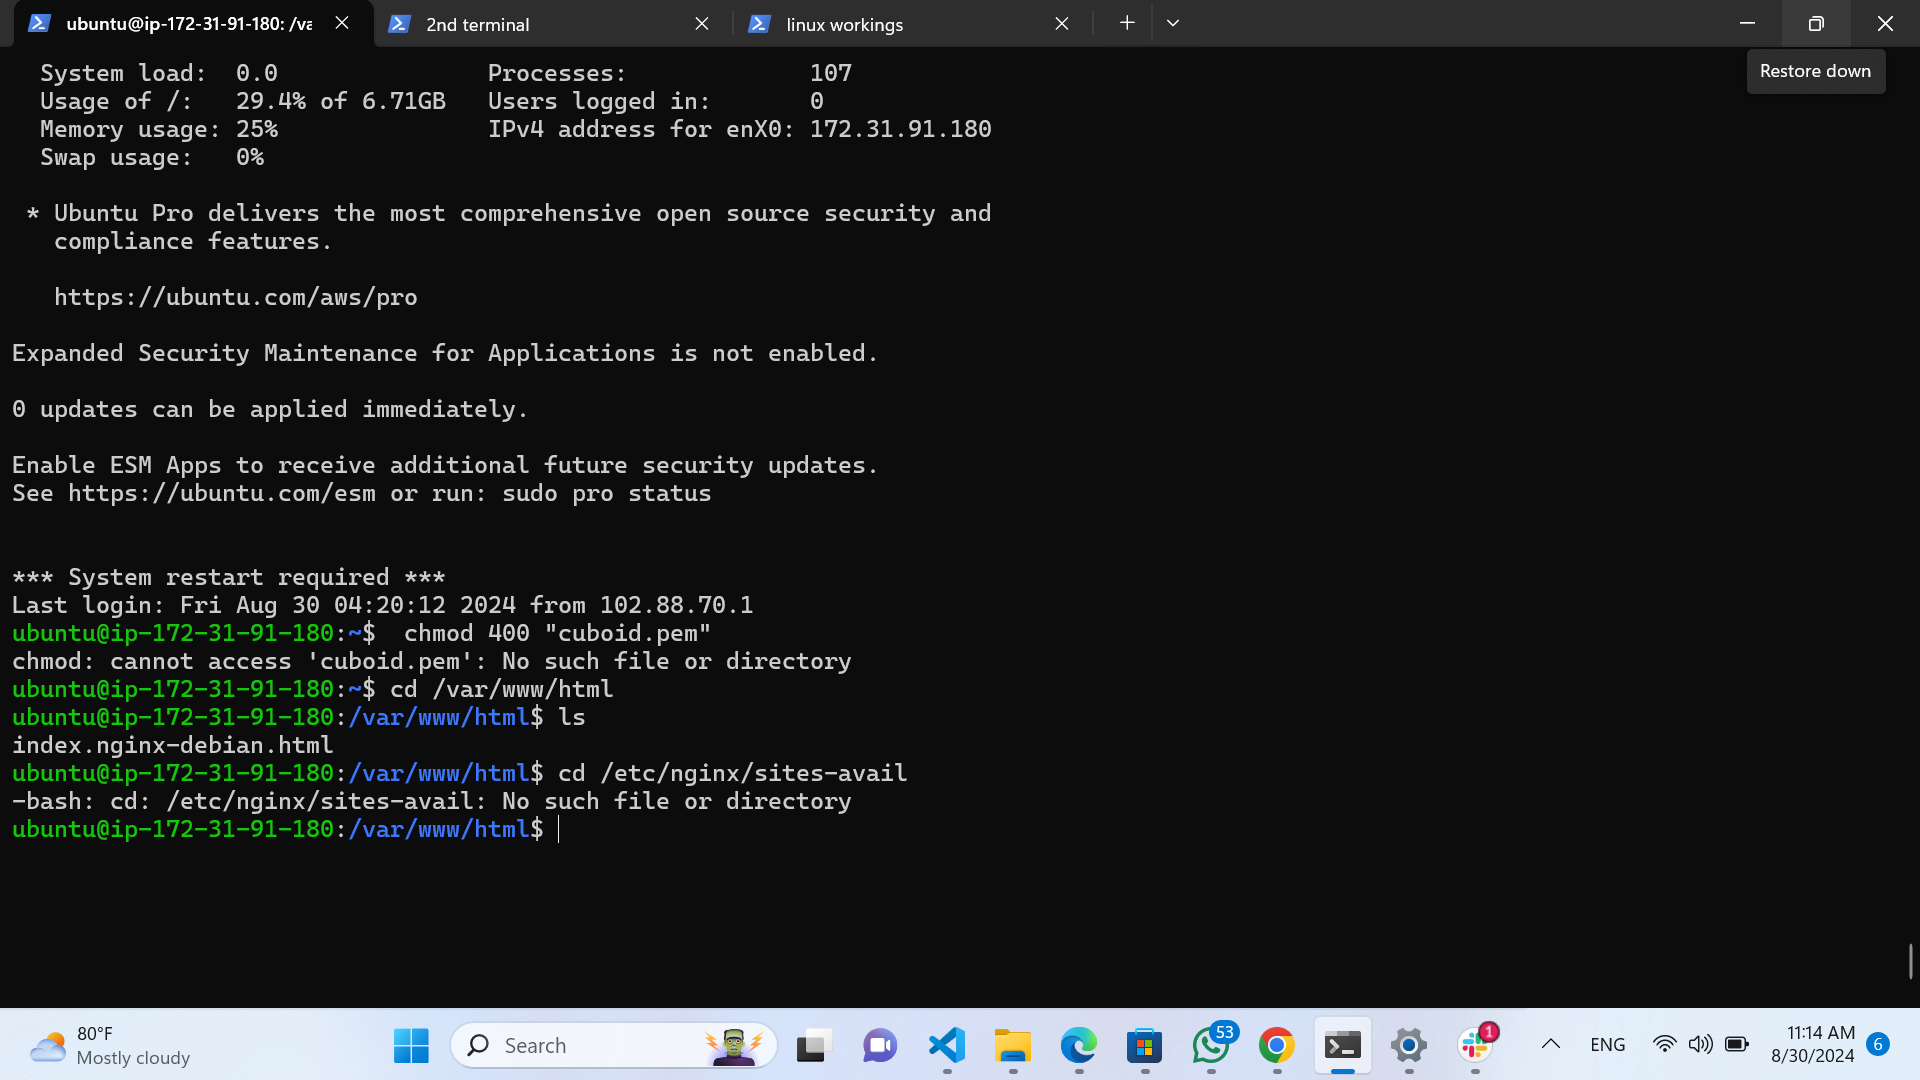 ubuntu@ip-172-31-91-180: /va
2nd terminal
linux workings
Restore down
System load: 0.0 Processes: 107
Usage of /: 29.4% of 6.71GB Users logged in: 0
Memory usage: 25% IPv4 address for enX0: 172.31.91.180
Swap usage: 0%
* Ubuntu Pro delivers the most comprehensive open source security and
compliance features.
https://ubuntu.com/aws/pro
Expanded Security Maintenance for Applications is not enabled.
0 updates can be applied immediately.
Enable ESM Apps to receive additional future security updates.
See https://ubuntu.com/esm or run: sudo pro status
*** System restart required ***
Last login: Fri Aug 30 04:20:12 2024 from 102.88.70.1
ubuntu@ip-172-31-91-180:~$  chmod 400 "cuboid.pem"
chmod: cannot access 'cuboid.pem': No such file or directory
ubuntu@ip-172-31-91-180:~$ cd /var/www/html
ubuntu@ip-172-31-91-180:/var/www/html$ ls
index.nginx-debian.html
ubuntu@ip-172-31-91-180:/var/www/html$ cd /etc/nginx/sites-avail
-bash: cd: /etc/nginx/sites-avail: No such file or directory
ubuntu@ip-172-31-91-180:/var/www/html$
80°F
Mostly cloudy
Search
53
1
ENG
11:14 AM
8/30/2024
6